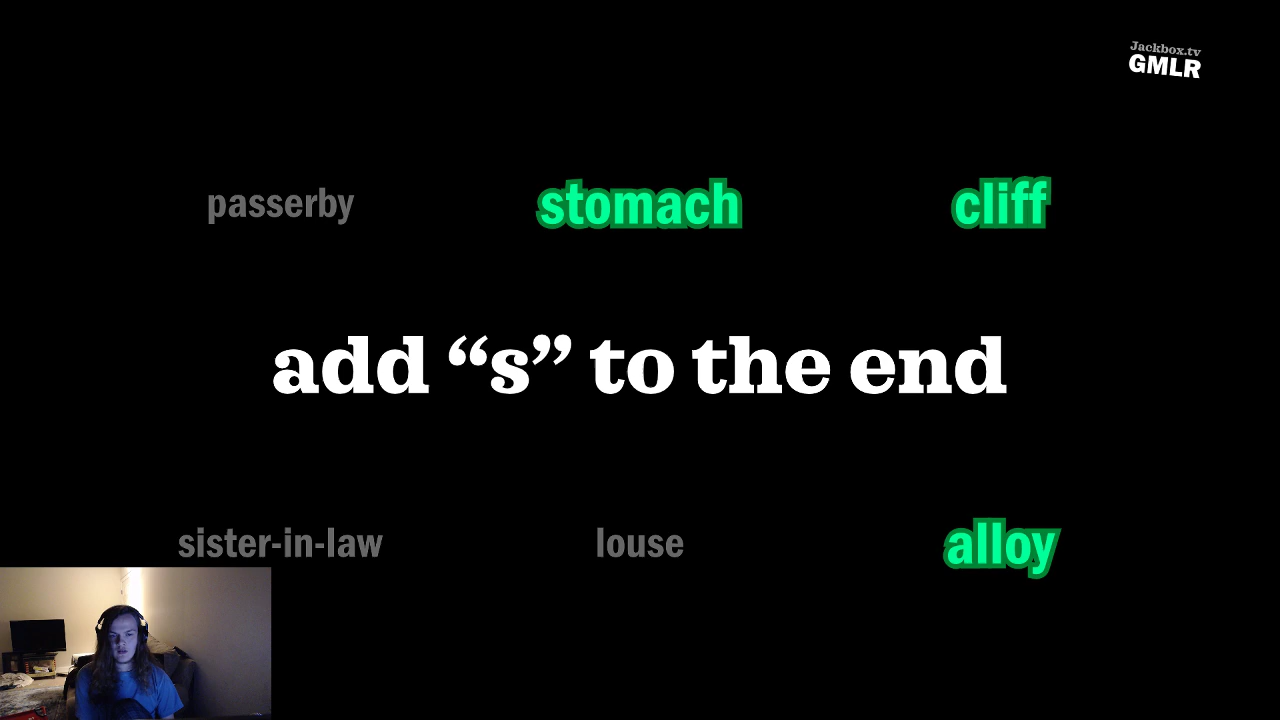 Jackbox.tv
GMLR
passerby stomach cliff
add “s” to the end
sister-in-law louse alloy